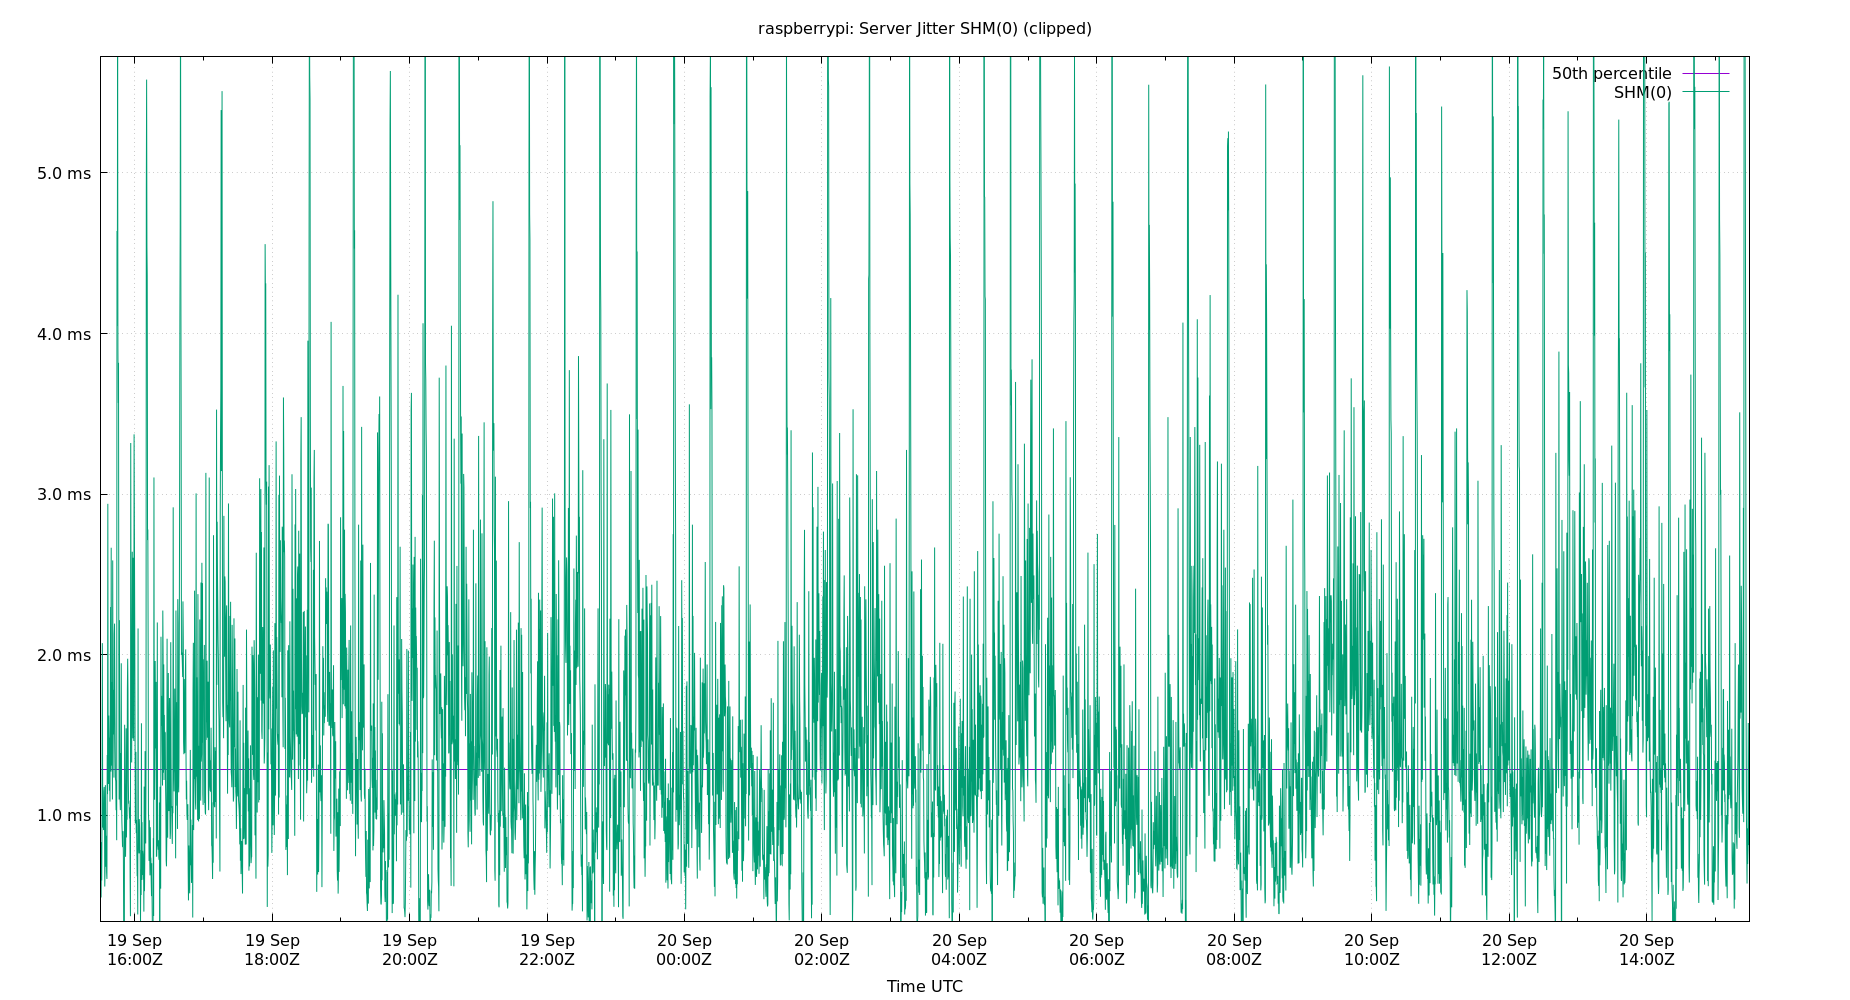 raspberrypi: Server Jitter SHM(0) (clipped)
50th percentile
SHM(0)
5.0 ms
4.0 ms
3.0 ms
2.0 ms
1.0 ms
19 Sep 19 Sep 19 Sep 19 Sep 20 Sep 20 Sep 20 Sep 20 Sep 20 Sep 20 Sep 20 Sep 20 Sep
16:00Z 18:00Z 20:00Z 22:00Z 00:00Z 02:00Z 04:00Z 06:00Z 08:00Z 10:00Z 12:00Z 14:00Z
Time UTC